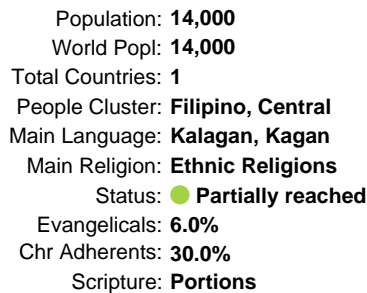 Population: 14,000
World Popl: 14,000
Total Countries: 1
People Cluster: Filipino, Central
Main Language: Kalagan, Kagan
Main Religion: Ethnic Religions
Status: Partially reached
Evangelicals: 6.0%
Chr Adherents: 30.0%
Scripture: Portions